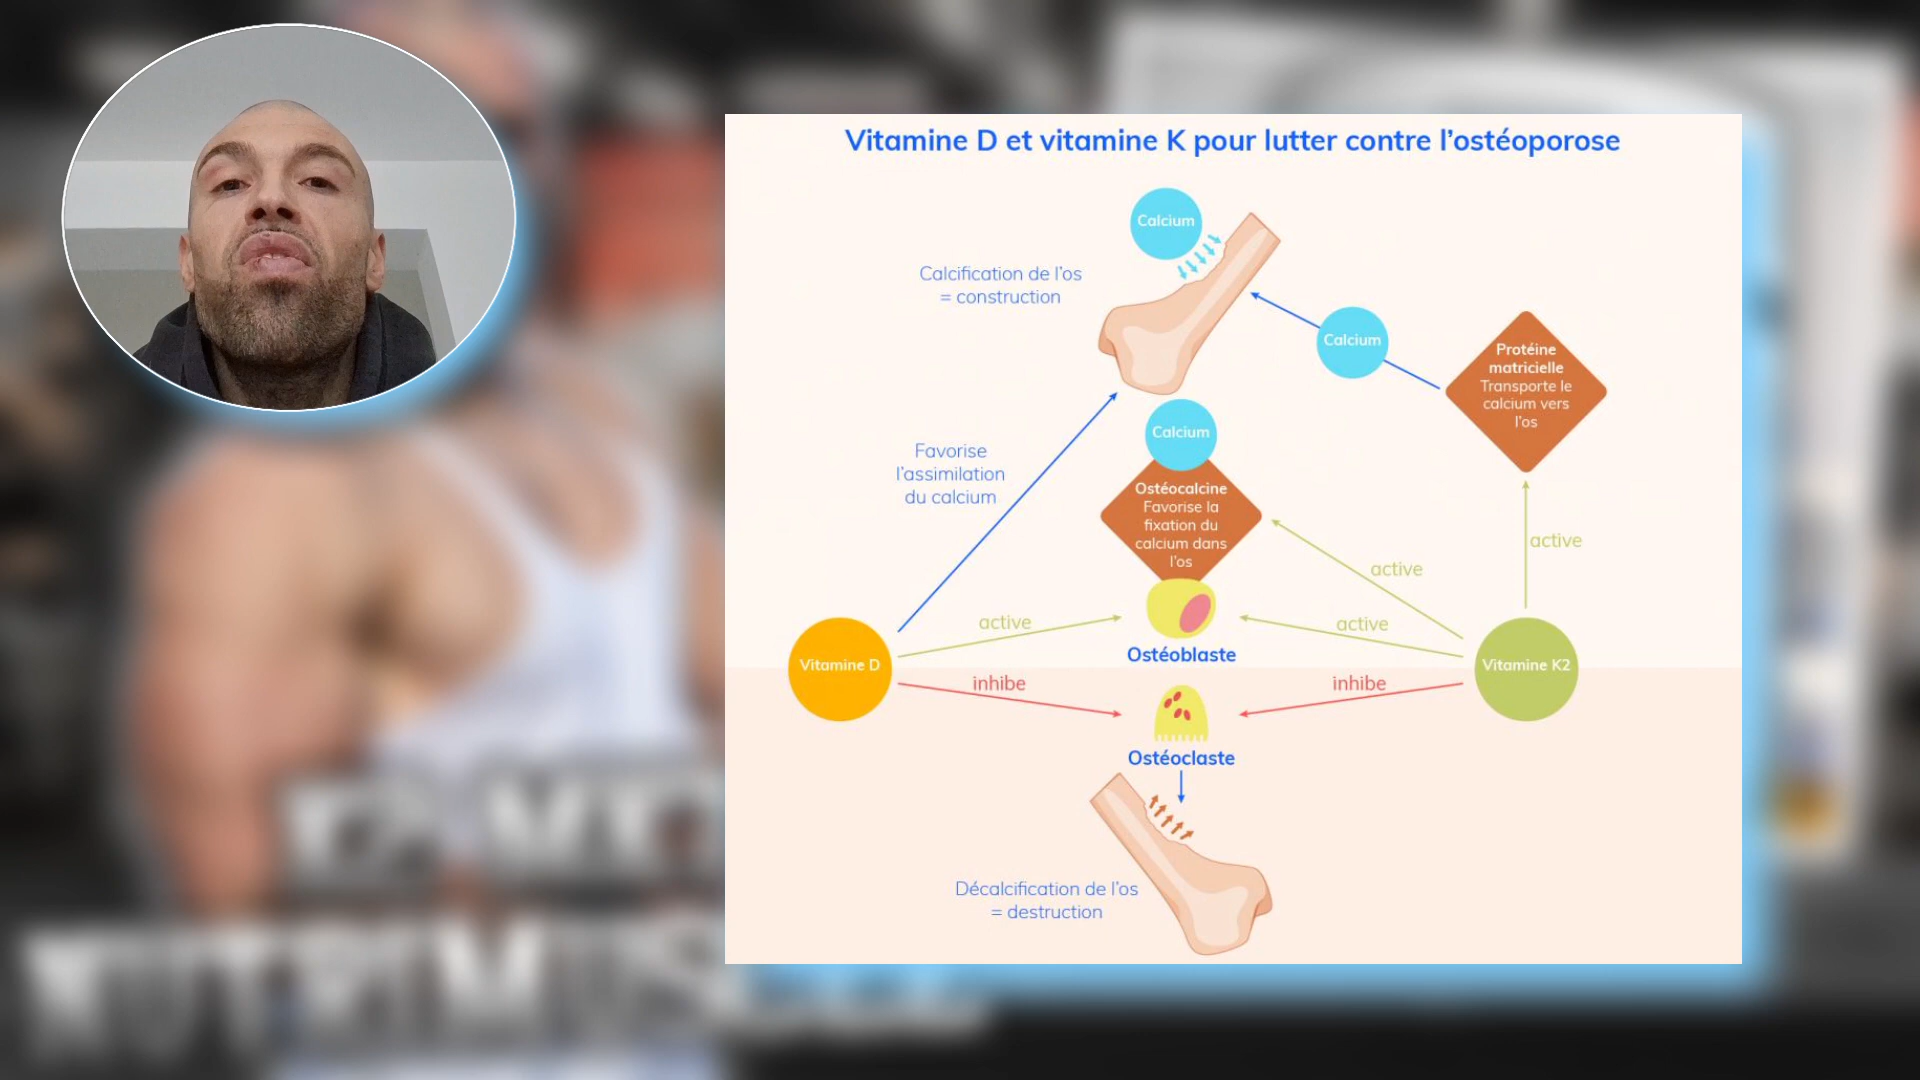 Vitamine D et vitamine K pour lutter contre l'ostéoporose
Calcium
Calcification de l'os
= construction
Calcium
Protéine
matricielle
Transporte le
calcium vers
l'os
Calcium
Favorise
l'assimilation
du calcium
Ostéocalcine
Favorise la
fixation du
calcium dans
l'os
active
active
active
active
Ostéoblaste
Vitamine D
Vitamine K2
inhibe
inhibe
Ostéoclaste
Décalcification de l'os
= destruction